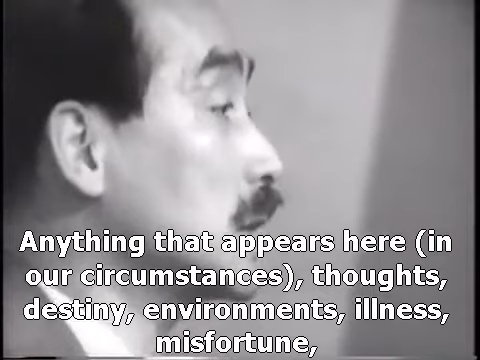 Anything that appears here (in
our circumstances), thoughts,
destiny, environments, illness,
misfortune,